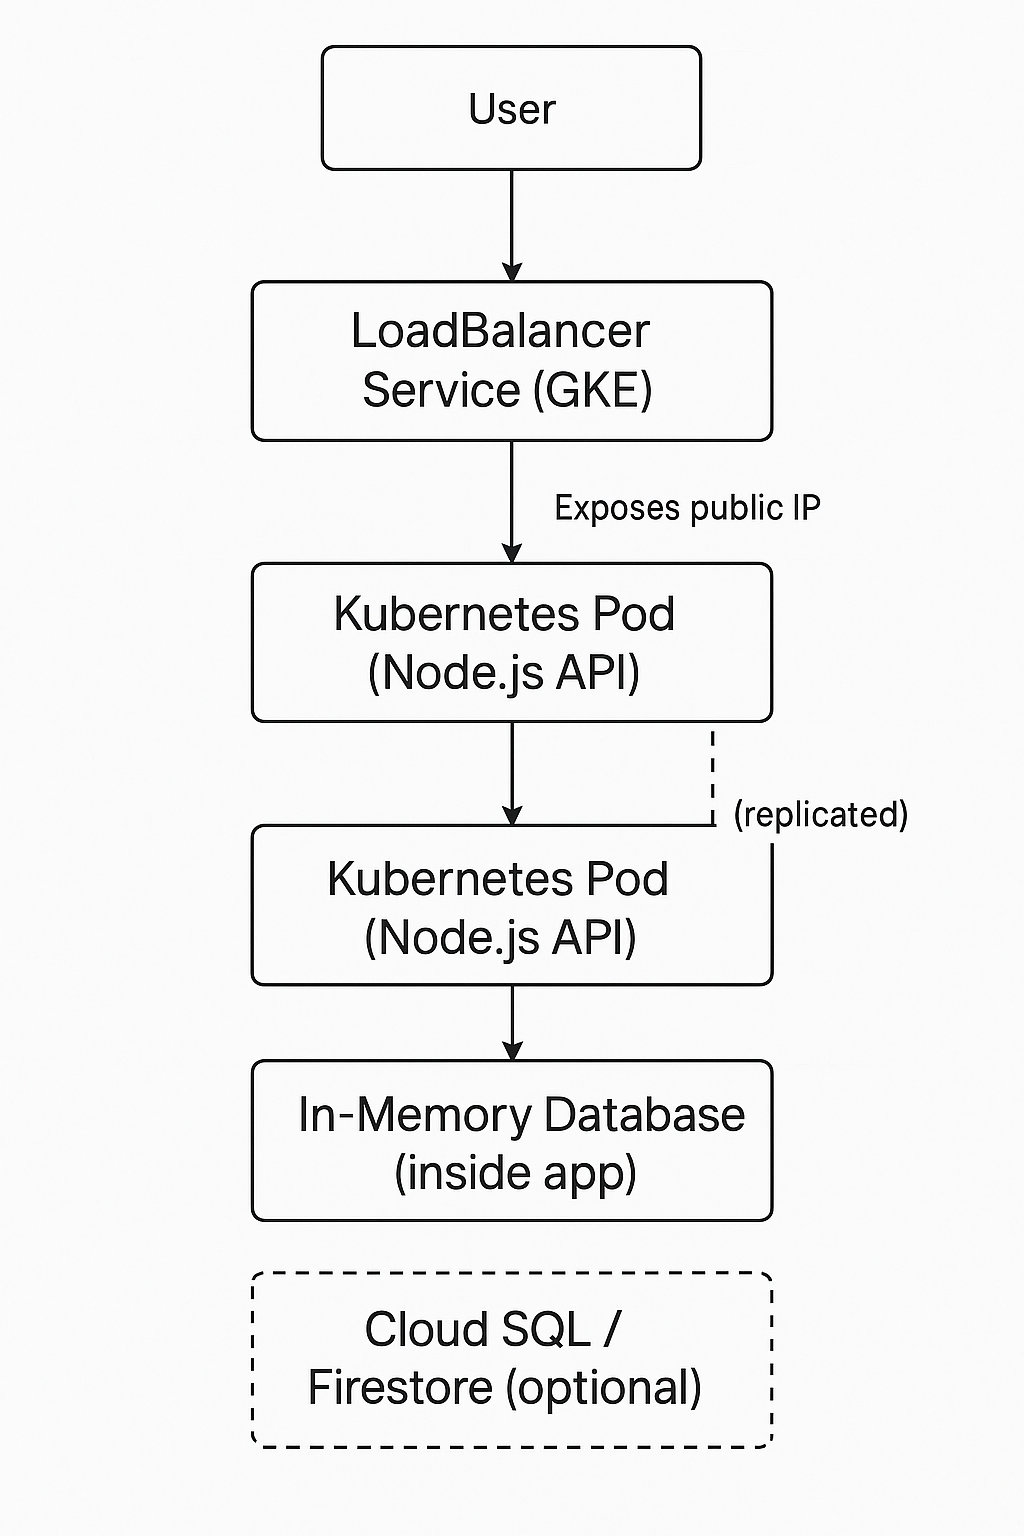 User
LoadBalancer
Service (GKE)
Exposes public IP
Kubernetes Pod
(Node.js API)
(replicated)
Kubernetes Pod
(Node.js API)
In-Memory Database
(inside app)
Cloud SQL /
Firestore (optional)